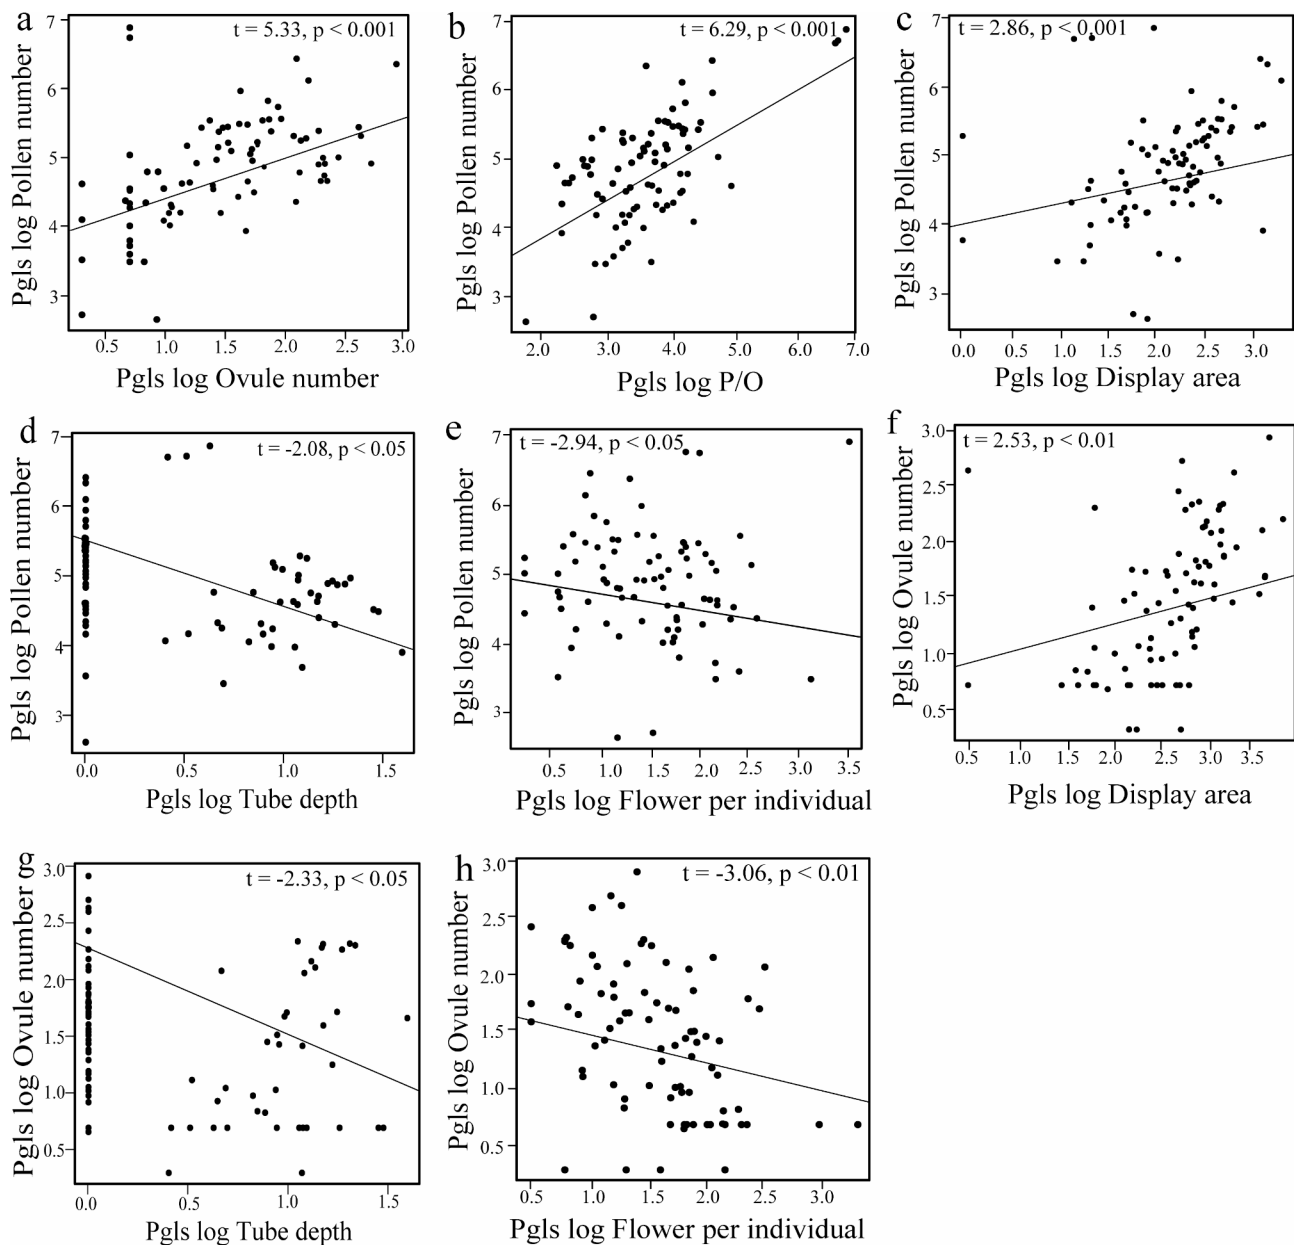 a
t = 5.33, p < 0.001
Pgls log Pollen number
7
6
5
4
3
0.5 1.0 1.5 2.0 2.5 3.0
Pgls log Ovule number
b
t = 6.29, p < 0.001
Pgls log Pollen number
7
6
5
4
3
2.0 3.0 4.0 5.0 6.0 7.0
Pgls log P/O
c
t = 2.86, p < 0.001
Pgls log Pollen number
7
6
5
4
3
0.0 0.5 1.5 2.0 2.5 3.0
Pgls log Display area
d
t = -2.08, p < 0.05
Pgls log Pollen number
7
6
5
4
3
0.0 0.5 1.0 1.5
Pgls log Tube depth
e
t = -2.94, p < 0.05
Pgls log Pollen number
7
6
5
4
3
0.5 1.0 1.5 2.0 2.5 3.0 3.5
Pgls log Flower per individual
f
t = 2.53, p < 0.01
Pgls log Ovule number
3.0
2.5
2.0
1.5
1.0
0.5
0.5 1.0 1.5 2.0 2.5 3.0 3.5
Pgls log Display area
g
t = -2.33, p < 0.05
Pgls log Ovule number
3.0
2.5
2.0
1.5
1.0
0.5
0.0 0.5 1.0 1.5
Pgls log Tube depth
h
t = -3.06, p < 0.01
Pgls log Ovule number
3.0
2.5
2.0
1.5
1.0
0.5
0.5 1.0 1.5 2.0 2.5 3.0
Pgls log Flower per individual